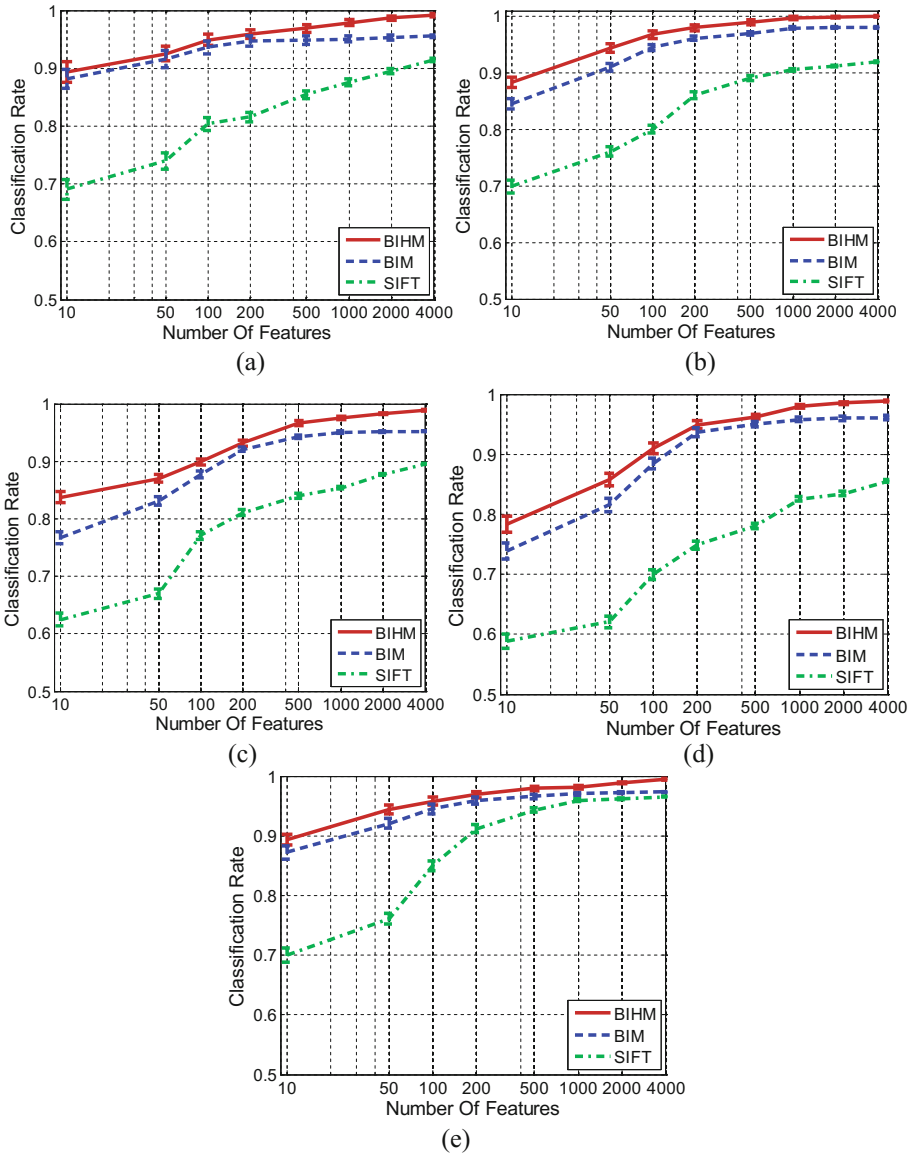 1
0.9
0.8
0.7
0.6
0.5
Classification Rate
BIHM
BIM
SIFT
10 50 100 200 500 1000 2000 4000
Number Of Features
(a)
1
0.9
0.8
0.7
0.6
0.5
Classification Rate
BIHM
BIM
SIFT
10 50 100 200 500 1000 2000 4000
Number Of Features
(b)
1
0.9
0.8
0.7
0.6
0.5
Classification Rate
BIHM
BIM
SIFT
10 50 100 200 500 1000 2000 4000
Number Of Features
(c)
1
0.9
0.8
0.7
0.6
0.5
Classification Rate
BIHM
BIM
SIFT
10 50 100 200 500 1000 2000 4000
Number Of Features
(d)
1
0.9
0.8
0.7
0.6
0.5
Classification Rate
BIHM
BIM
SIFT
10 50 100 200 500 1000 2000 4000
Number Of Features
(e)